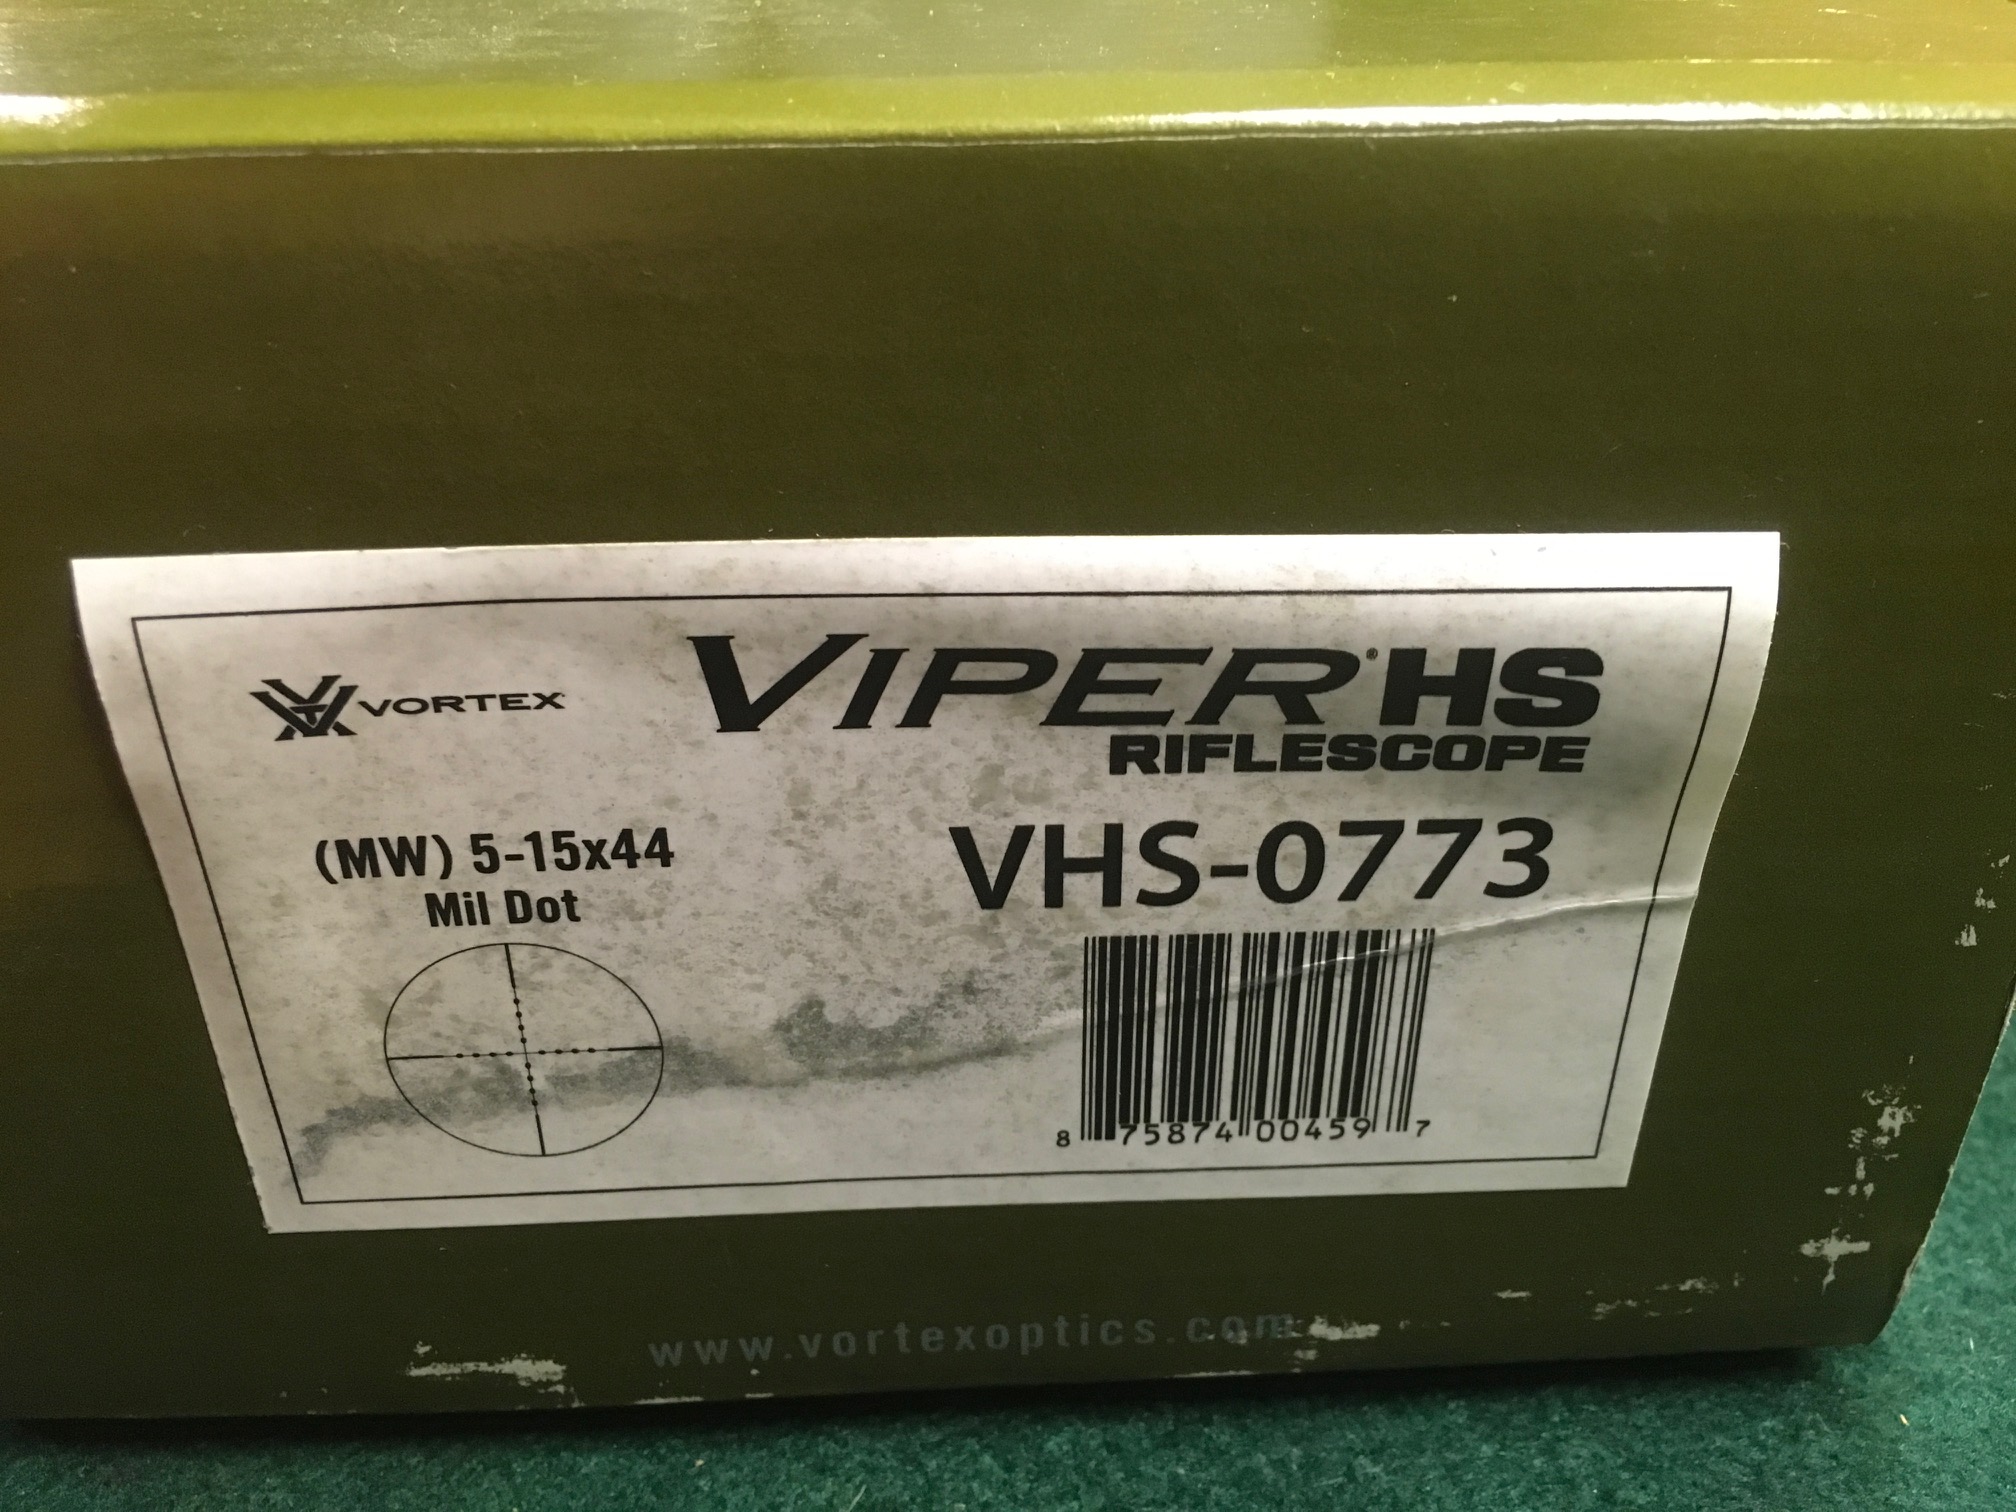 VORTEX
VIPER® HS
RIFLESCOPE
(MW) 5-15x44
Mil Dot
VHS-0773
8 75874 00459 7
www.vortexoptics.com